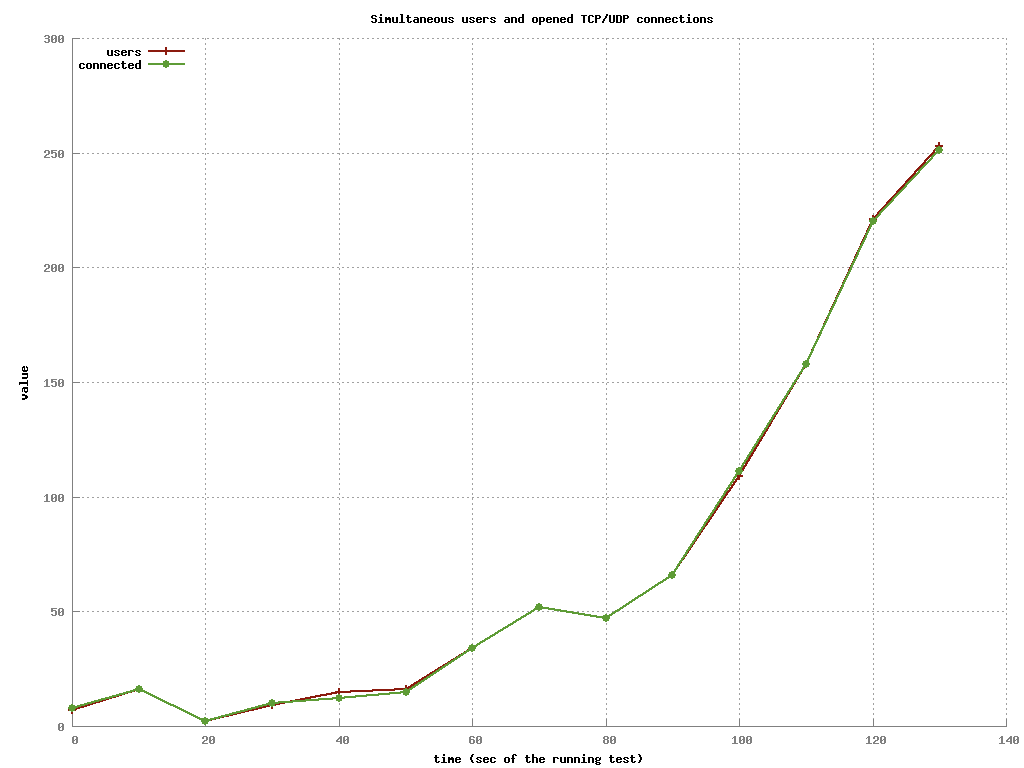 Simultaneous users and opened TCP/UDP connections
300
users
connected
250
200
value
150
100
50
0
0 20 40 60 80 100 120 140
time (sec of the running test)